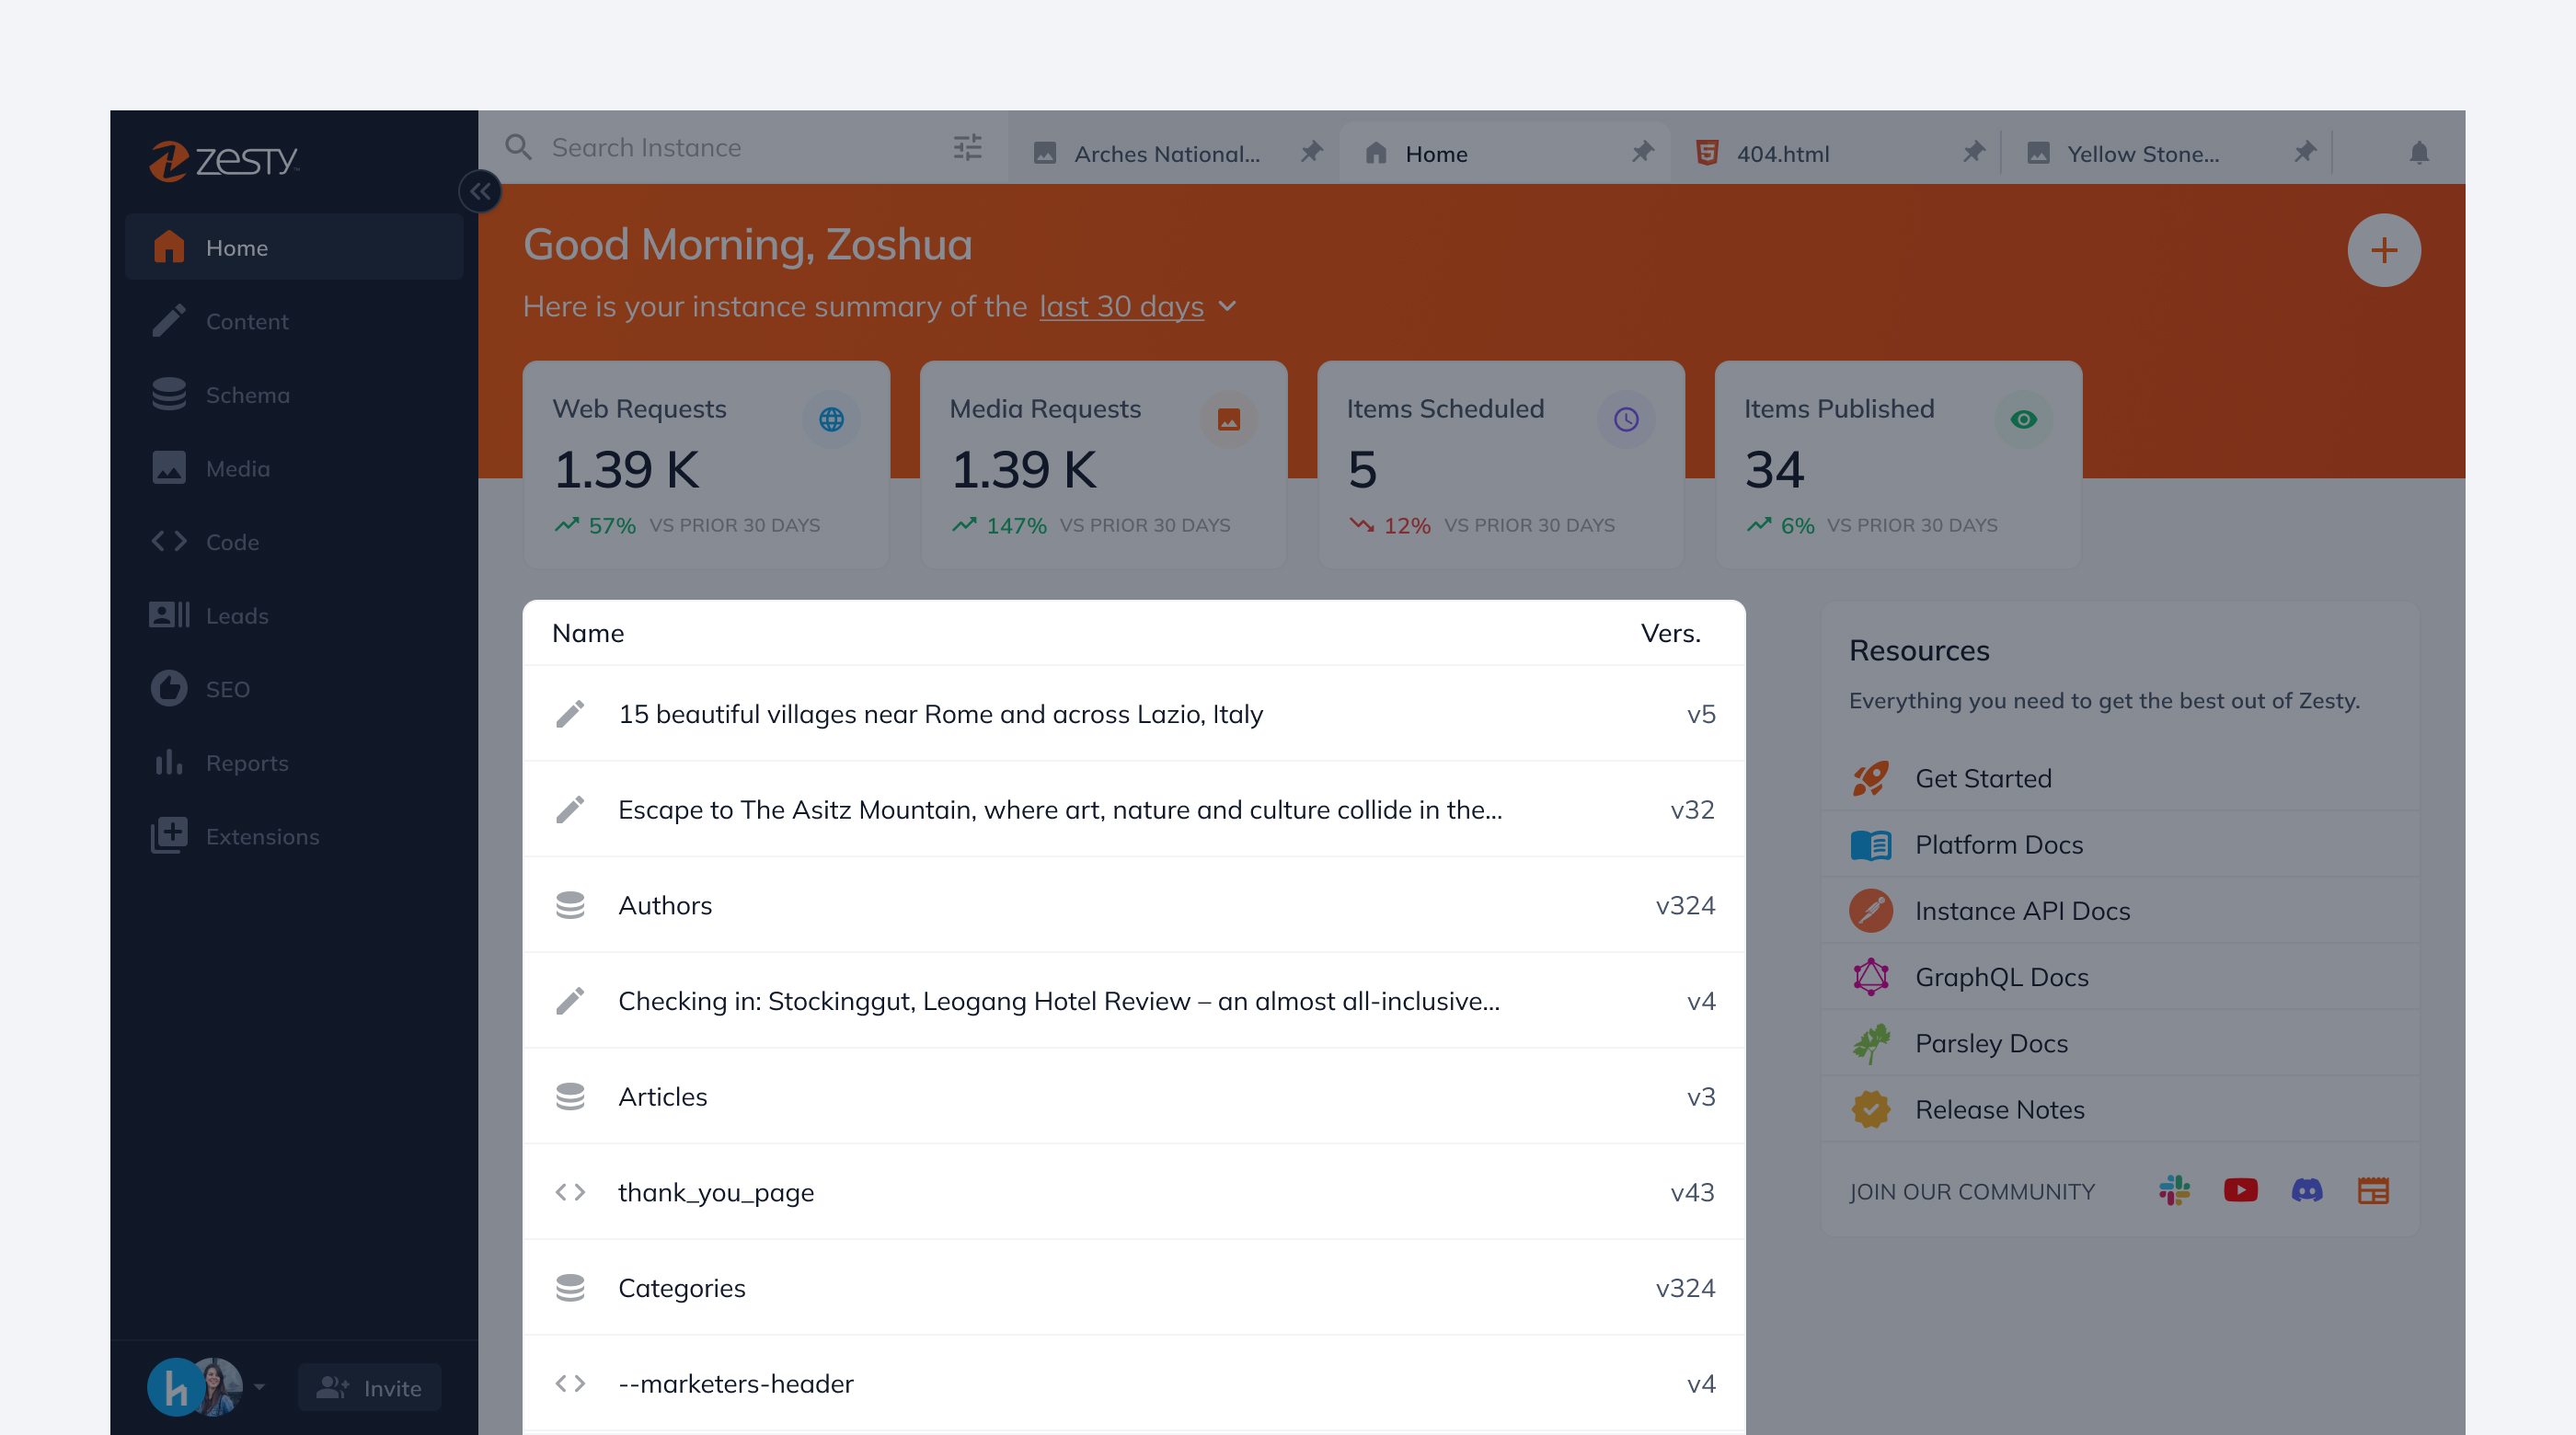 ZESTY
Home
Content
Schema
Media
Code
Leads
SEO
Reports
Extensions
Invite
Search Instance
Arches National...
Home
404.html
Yellow Stone...
Good Morning, Zoshua
Here is your instance summary of the last 30 days
Web Requests
1.39 K
57% VS PRIOR 30 DAYS
Media Requests
1.39 K
147% VS PRIOR 30 DAYS
Items Scheduled
5
12% VS PRIOR 30 DAYS
Items Published
34
6% VS PRIOR 30 DAYS
Name Vers.
15 beautiful villages near Rome and across Lazio, Italy v5
Escape to The Asitz Mountain, where art, nature and culture collide in the... v32
Authors v324
Checking in: Stockinggut, Leogang Hotel Review – an almost all-inclusive... v4
Articles v3
thank_you_page v43
Categories v324
--marketers-header v4
Resources
Everything you need to get the best out of Zesty.
Get Started
Platform Docs
Instance API Docs
GraphQL Docs
Parsley Docs
Release Notes
JOIN OUR COMMUNITY